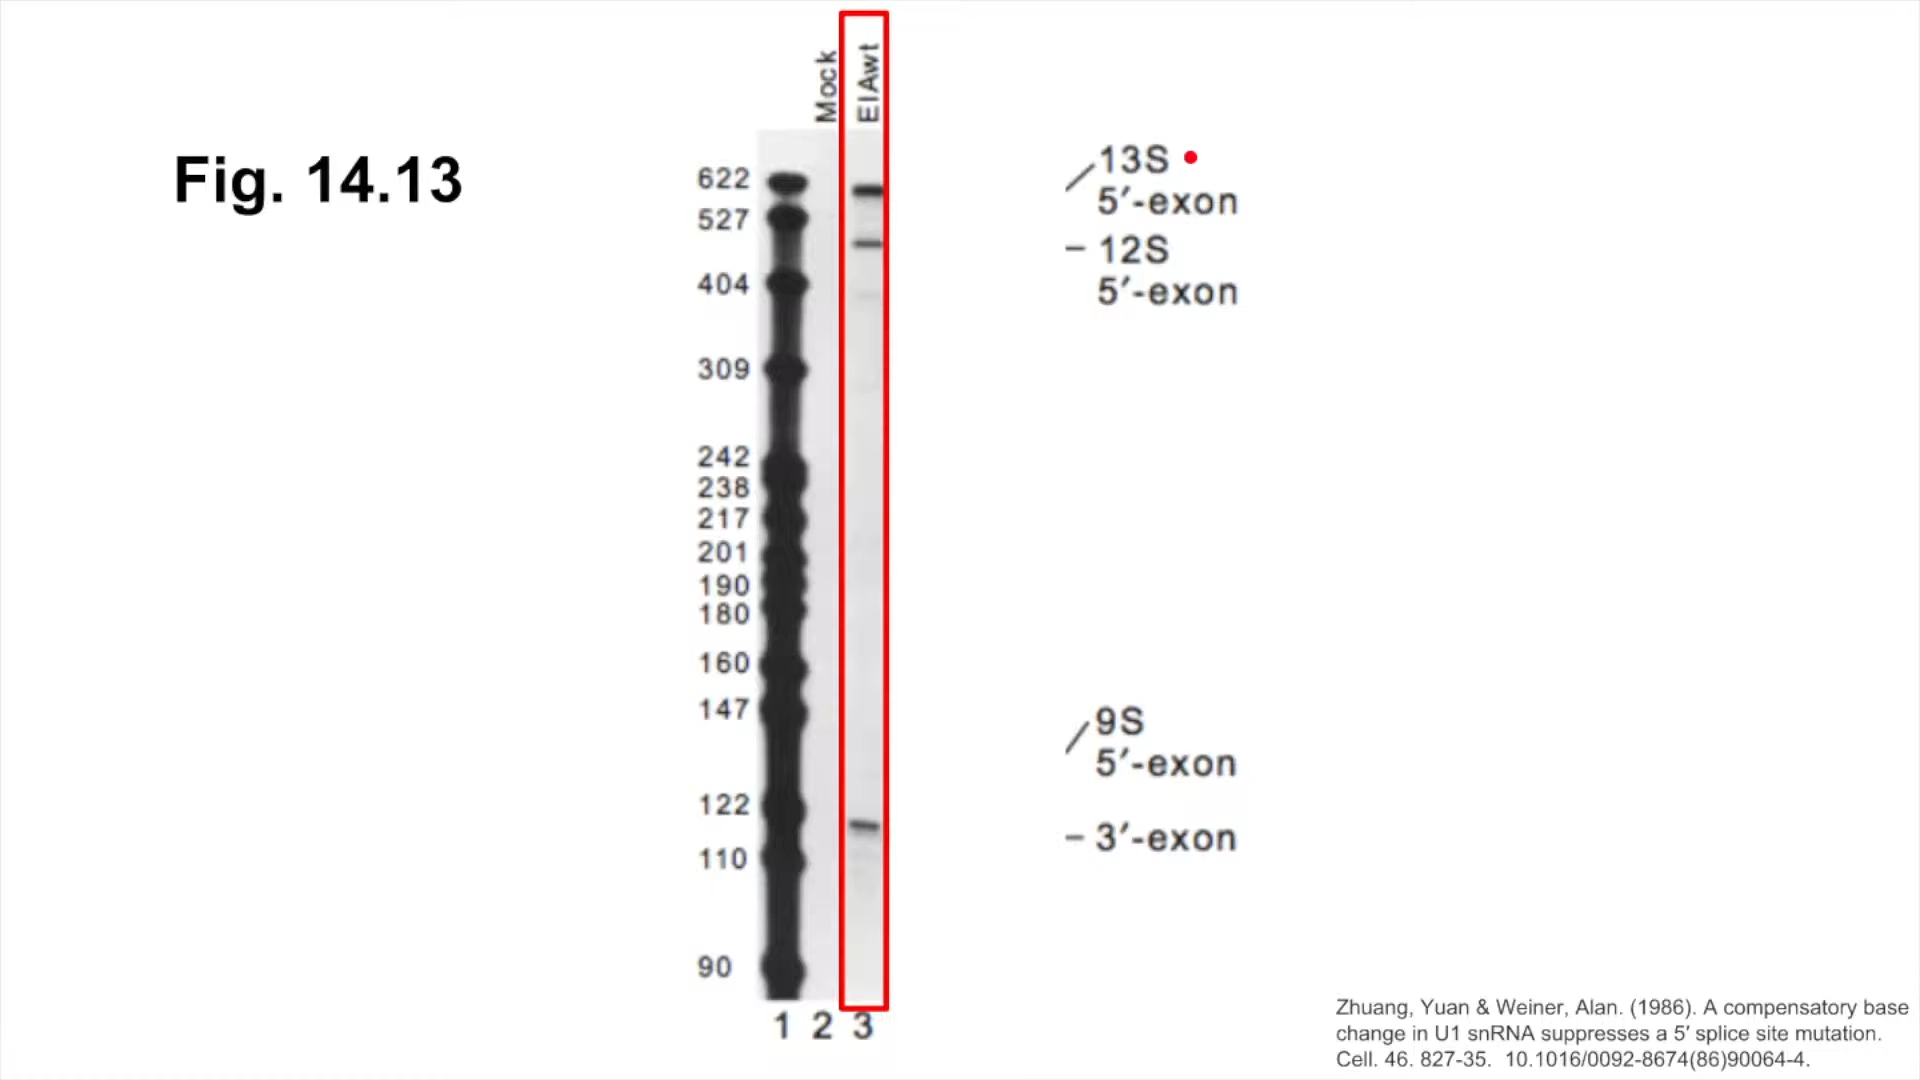 Fig. 14.13
Mock
EIAwt
622
527
404
309
242
238
217
201
190
180
160
147
122
110
90
1 2 3
13S
5′-exon
12S
5′-exon
9S
5′-exon
3′-exon
Zhuang, Yuan & Weiner, Alan. (1986). A compensatory base
change in U1 snRNA suppresses a 5′ splice site mutation.
Cell. 46. 827-35. 10.1016/0092-8674(86)90064-4.